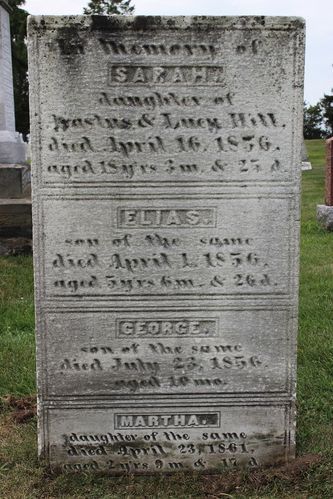 In Memory of
SARAH.
daughter of
Erastus & Lucy Hill.
died April 16, 1856.
aged 18 yrs 5 m. & 25 d.
ELIAS.
son of the same
died April 1, 1856.
aged 5 yrs 6 m. & 26 d.
GEORGE.
son of the same
died July 23, 1856.
aged 10 mo.
MARTHA.
daughter of the same
died April 23, 1861.
aged 2 yrs 9 m. & 17 d